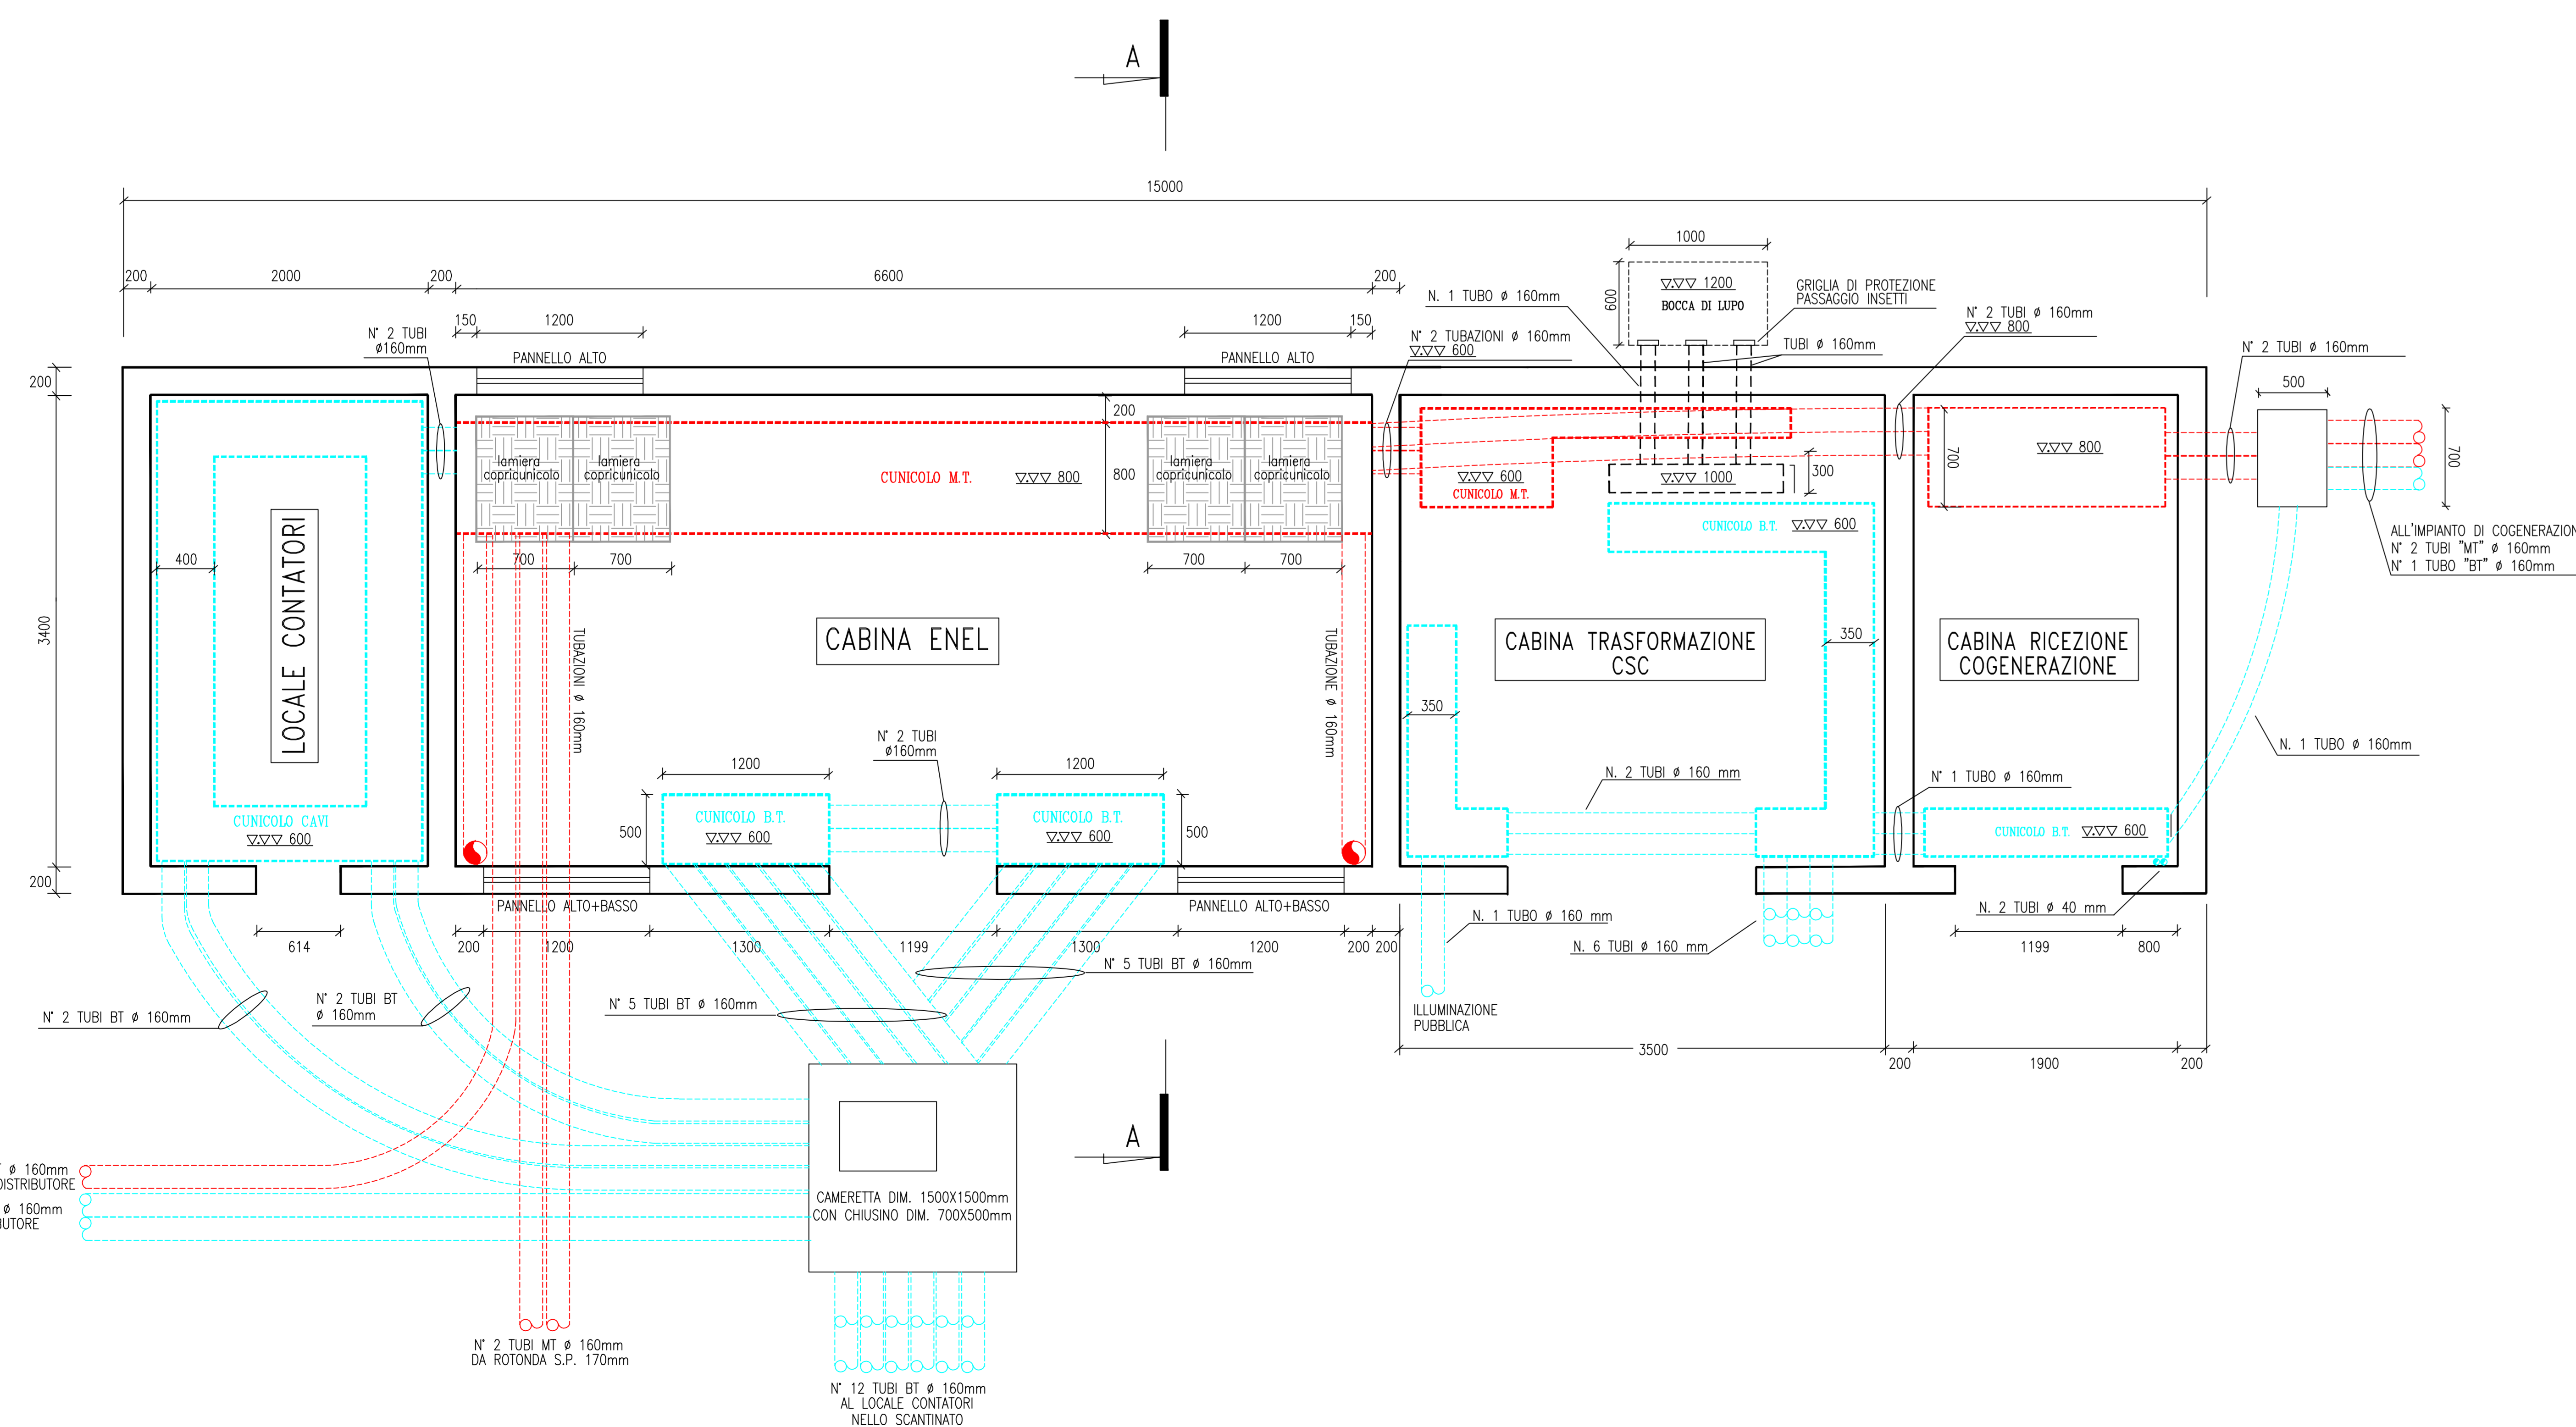 A
15000
1000
200
2000
200
6600
200
600
▽▽▽ 1200
BOCCA DI LUPO
GRIGLIA DI PROTEZIONE
PASSAGGIO INSETTI
N. 1 TUBO ø 160mm
N° 2 TUBI ø 160mm
▽▽▽ 800
150
1200
1200
150
N° 2 TUBI
ø160mm
N° 2 TUBAZIONI ø 160mm
▽▽▽ 600
TUBI ø 160mm
N° 2 TUBI ø 160mm
PANNELLO ALTO
PANNELLO ALTO
200
500
200
800
lamiera
copricunicolo
lamiera
copricunicolo
CUNICOLO M.T.
▽▽▽ 800
lamiera
copricunicolo
lamiera
copricunicolo
▽▽▽ 600
CUNICOLO M.T.
▽▽▽ 1000
300
700
▽▽▽ 800
700
CUNICOLO B.T.
▽▽▽ 600
ALL'IMPIANTO DI COGENERAZION
N° 2 TUBI "MT" ø 160mm
N° 1 TUBO "BT" ø 160mm
400
700
700
700
700
3400
LOCALE CONTATORI
TUBAZIONI ø 160mm
CABINA ENEL
TUBAZIONE ø 160mm
CABINA TRASFORMAZIONE
CSC
350
350
CABINA RICEZIONE
COGENERAZIONE
N° 2 TUBI
ø160mm
1200
1200
N. 2 TUBI ø 160 mm
N° 1 TUBO ø 160mm
N. 1 TUBO ø 160mm
CUNICOLO CAVI
▽▽▽ 600
500
CUNICOLO B.T.
▽▽▽ 600
CUNICOLO B.T.
▽▽▽ 600
500
CUNICOLO B.T.
▽▽▽ 600
200
PANNELLO ALTO+BASSO
PANNELLO ALTO+BASSO
N. 1 TUBO ø 160 mm
N. 2 TUBI ø 40 mm
614
200
1200
1300
1199
1300
1200
200
200
N. 6 TUBI ø 160 mm
1199
800
N° 5 TUBI BT ø 160mm
N° 5 TUBI BT ø 160mm
N° 2 TUBI BT ø 160mm
N° 2 TUBI BT
ø 160mm
ILLUMINAZIONE
PUBBLICA
3500
200
1900
200
A
ø 160mm
DISTRIBUTORE
ø 160mm
BUTORE
CAMERETTA DIM. 1500X1500mm
CON CHIUSINO DIM. 700X500mm
N° 2 TUBI MT ø 160mm
DA ROTONDA S.P. 170mm
N° 12 TUBI BT ø 160mm
AL LOCALE CONTATORI
NELLO SCANTINATO